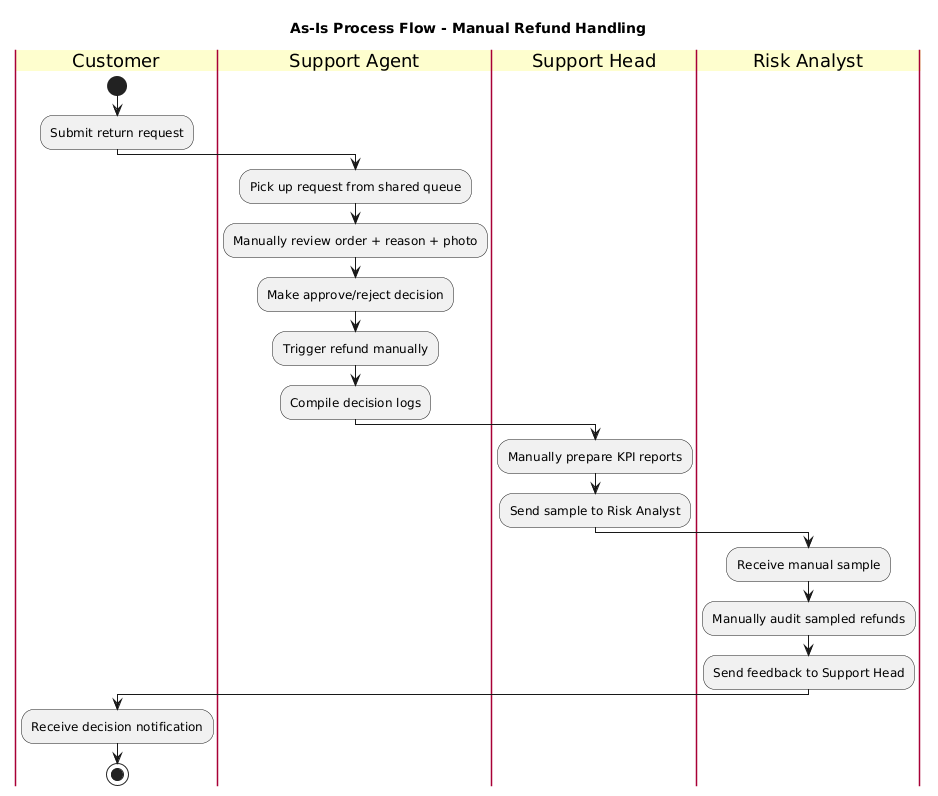 As-Is Process Flow - Manual Refund Handling
Customer
Support Agent
Support Head
Risk Analyst
Submit return request
Pick up request from shared queue
Manually review order + reason + photo
Make approve/reject decision
Trigger refund manually
Compile decision logs
Manually prepare KPI reports
Send sample to Risk Analyst
Receive manual sample
Manually audit sampled refunds
Send feedback to Support Head
Receive decision notification